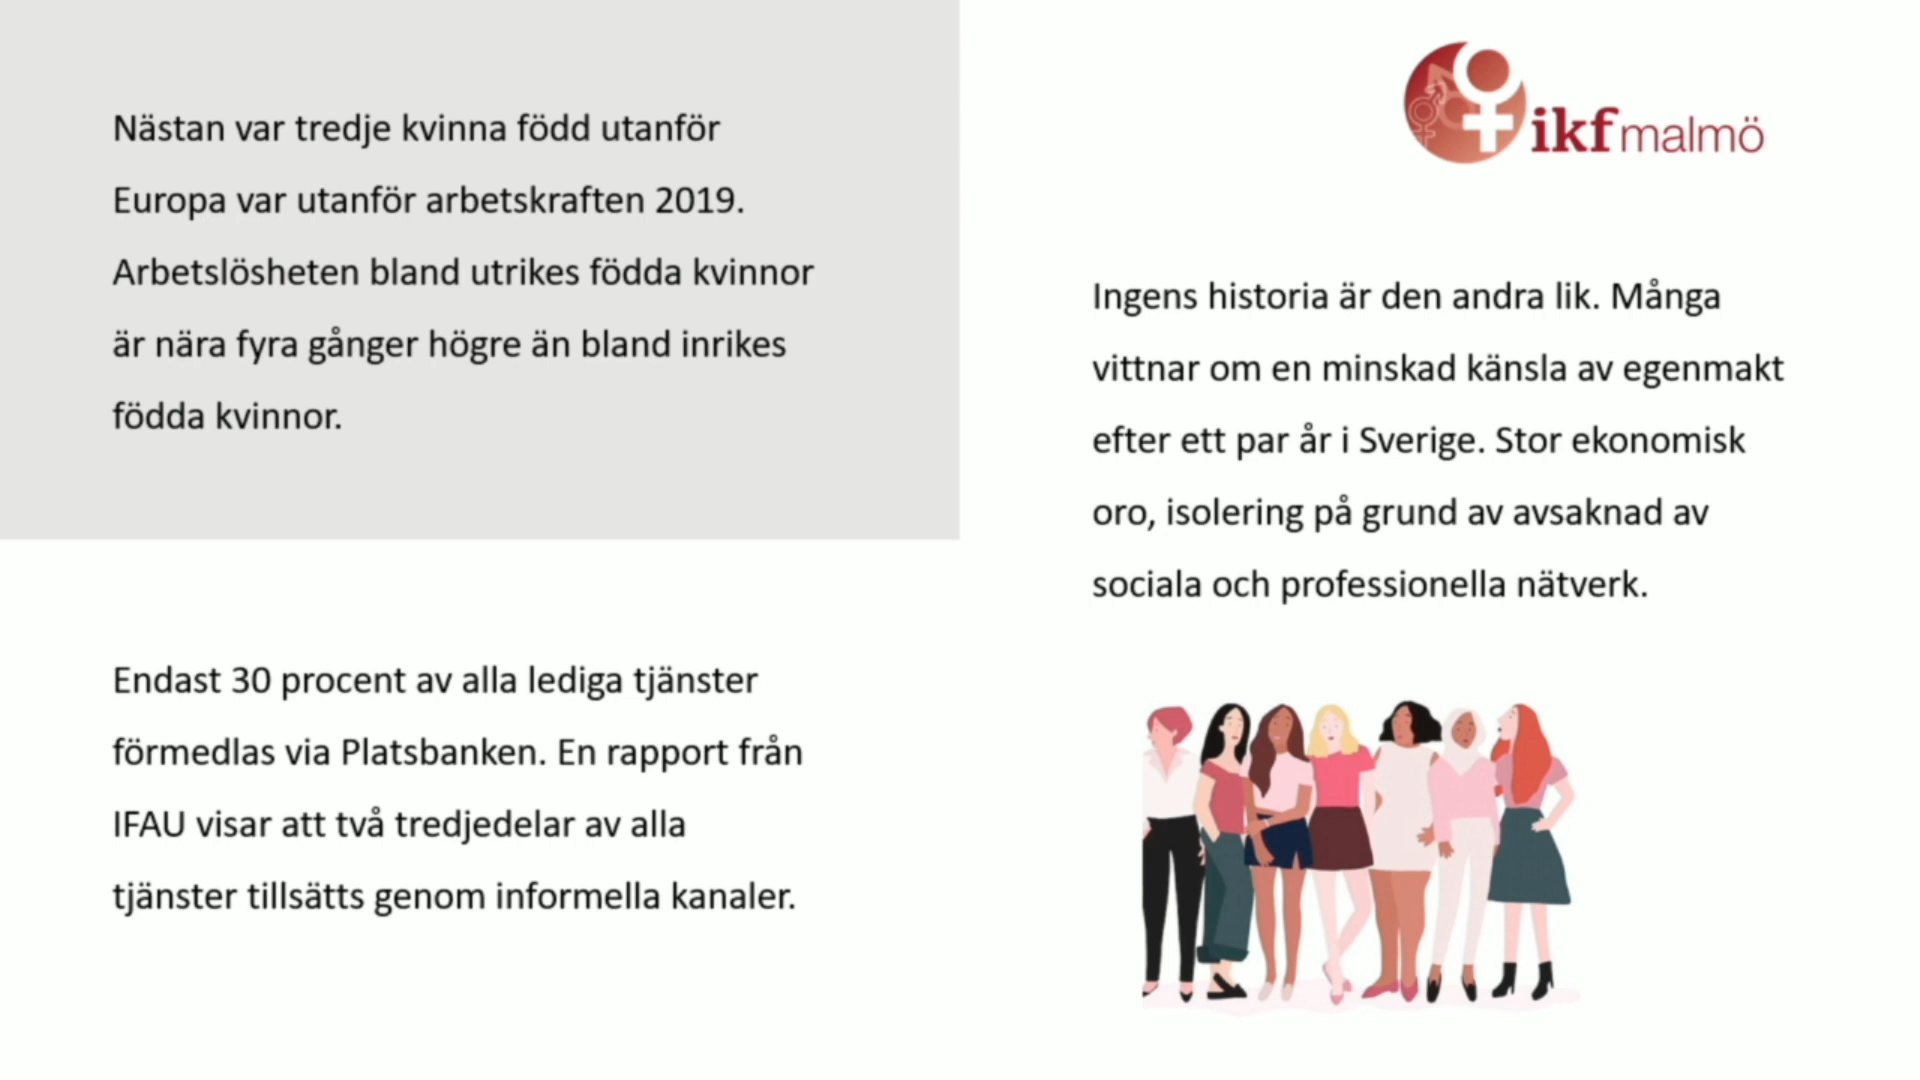 Nästan var tredje kvinna född utanför
Europa var utanför arbetskraften 2019.
Arbetslösheten bland utrikes födda kvinnor
är nära fyra gånger högre än bland inrikes
födda kvinnor.
Endast 30 procent av alla lediga tjänster
förmedlas via Platsbanken. En rapport från
IFAU visar att två tredjedelar av alla
tjänster tillsätts genom informella kanaler.
ikf malmö
Ingens historia är den andra lik. Många
vittnar om en minskad känsla av egenmakt
efter ett par år i Sverige. Stor ekonomisk
oro, isolering på grund av avsaknad av
sociala och professionella nätverk.